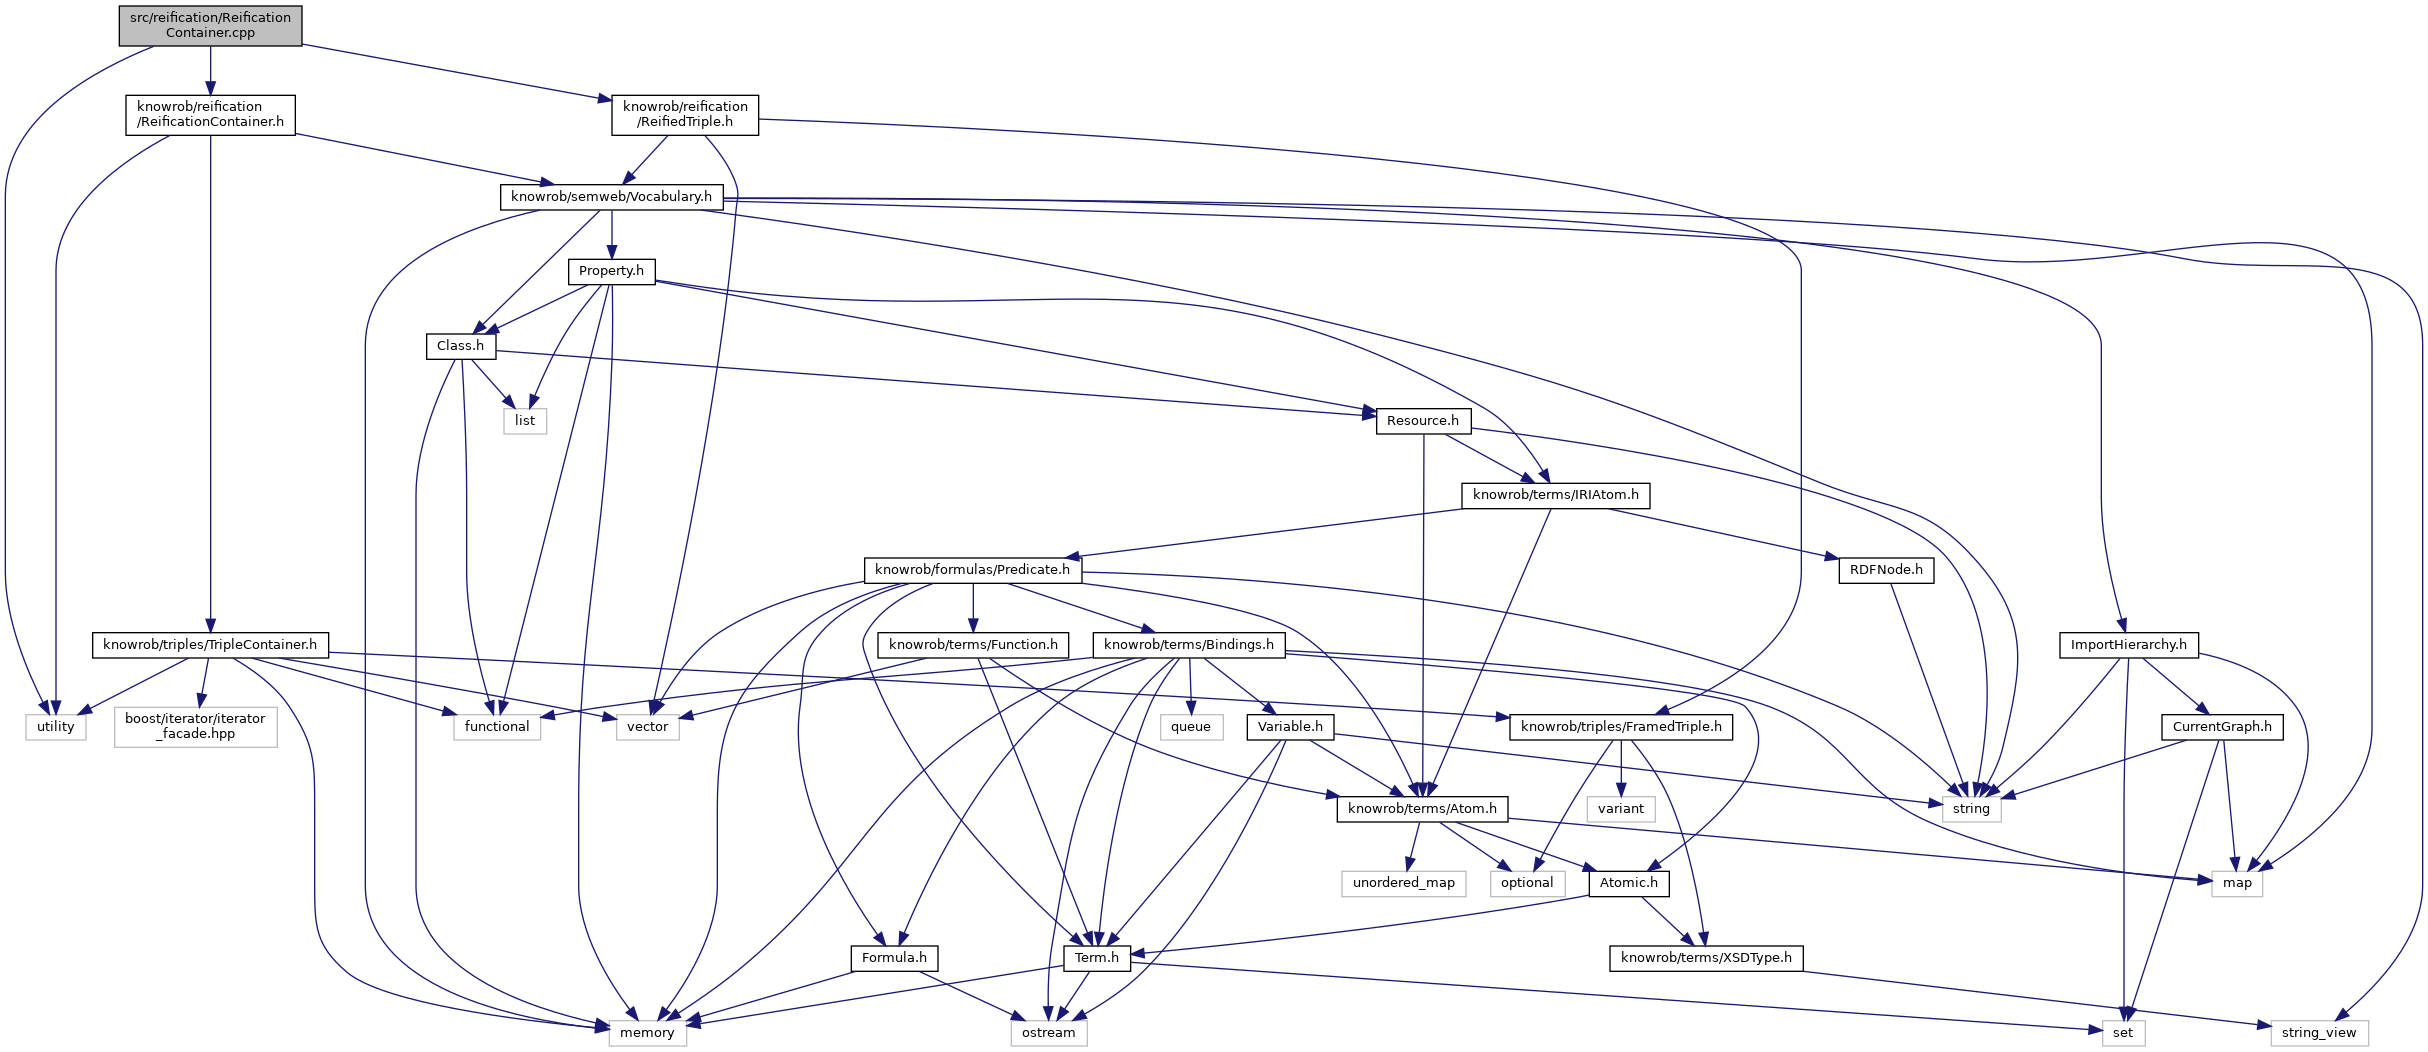 src/reification/Reification
Container.cpp
knowrob/reification
/ReificationContainer.h
knowrob/reification
/ReifiedTriple.h
knowrob/semweb/Vocabulary.h
Property.h
Class.h
list
Resource.h
knowrob/terms/IRIAtom.h
knowrob/formulas/Predicate.h
RDFNode.h
knowrob/triples/TripleContainer.h
knowrob/terms/Function.h
knowrob/terms/Bindings.h
ImportHierarchy.h
utility
boost/iterator/iterator
_facade.hpp
functional
vector
queue
Variable.h
knowrob/triples/FramedTriple.h
CurrentGraph.h
knowrob/terms/Atom.h
variant
string
unordered_map
optional
Atomic.h
map
Formula.h
Term.h
knowrob/terms/XSDType.h
memory
ostream
set
string_view